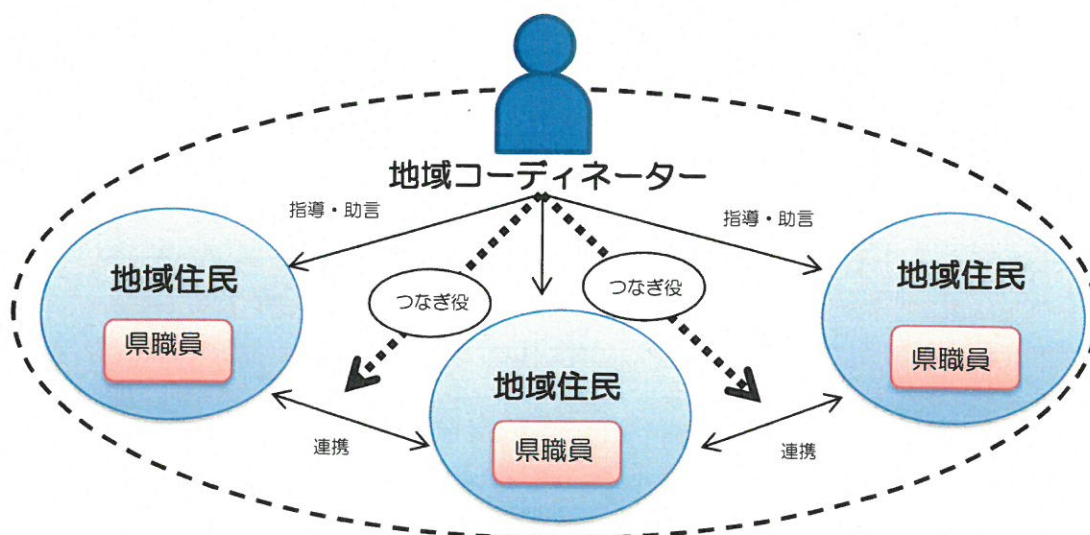 地域コーディネーター
指導・助言
指導・助言
地域住民
県職員
つなぎ役
つなぎ役
地域住民
県職員
地域住民
県職員
連携
連携